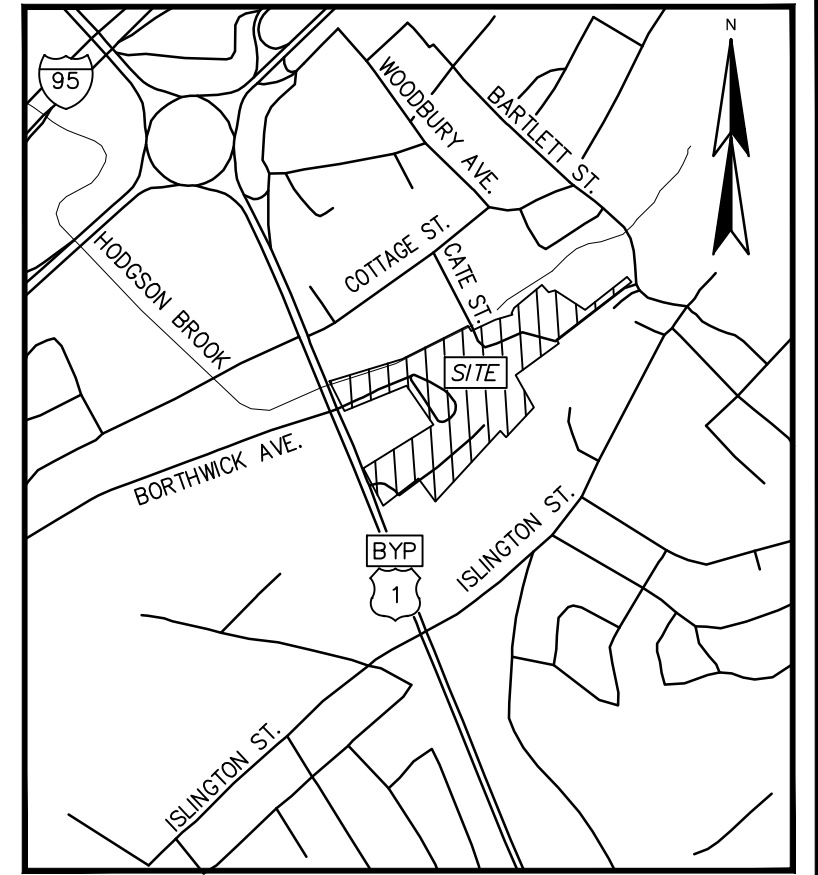 N
95
WOODBURY AVE.
BARTLETT ST.
HODGSON BROOK
COTTAGE ST.
CATE ST.
SITE
BORTHWICK AVE.
ISLINGTON ST.
BYP
1
ISLINGTON ST.